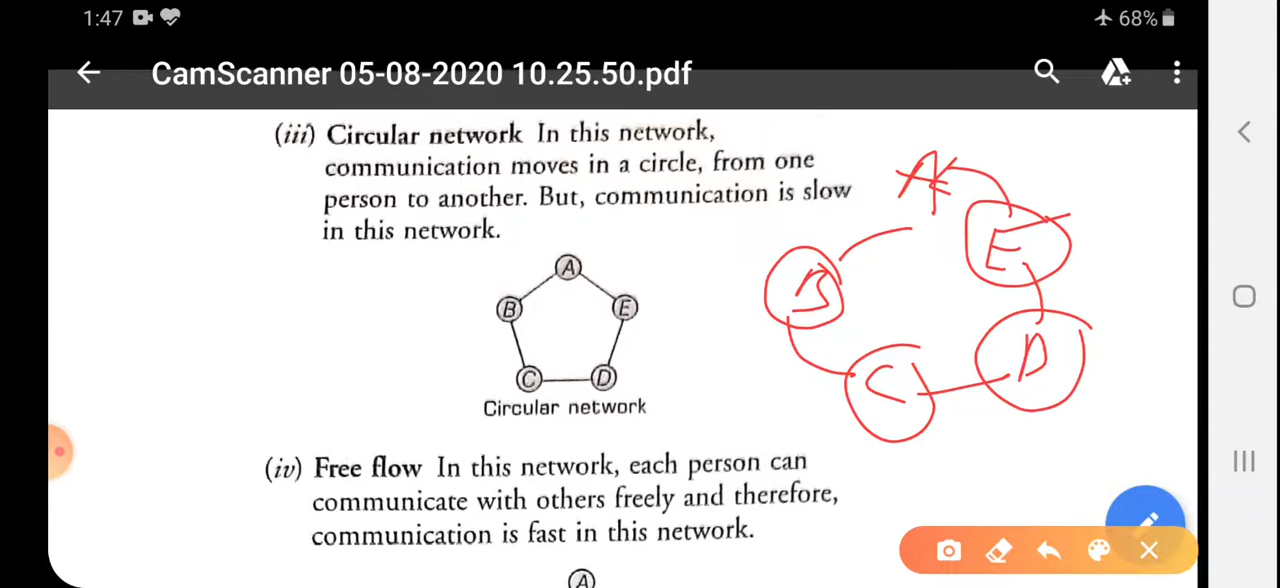 1:47
68%
CamScanner 05-08-2020 10.25.50.pdf
(iii) Circular network In this network,
communication moves in a circle, from one
person to another. But, communication is slow
in this network.
A
B
E
C
D
Circular network
A
E
B
C
D
(iv) Free flow In this network, each person can
communicate with others freely and therefore,
communication is fast in this network.
A